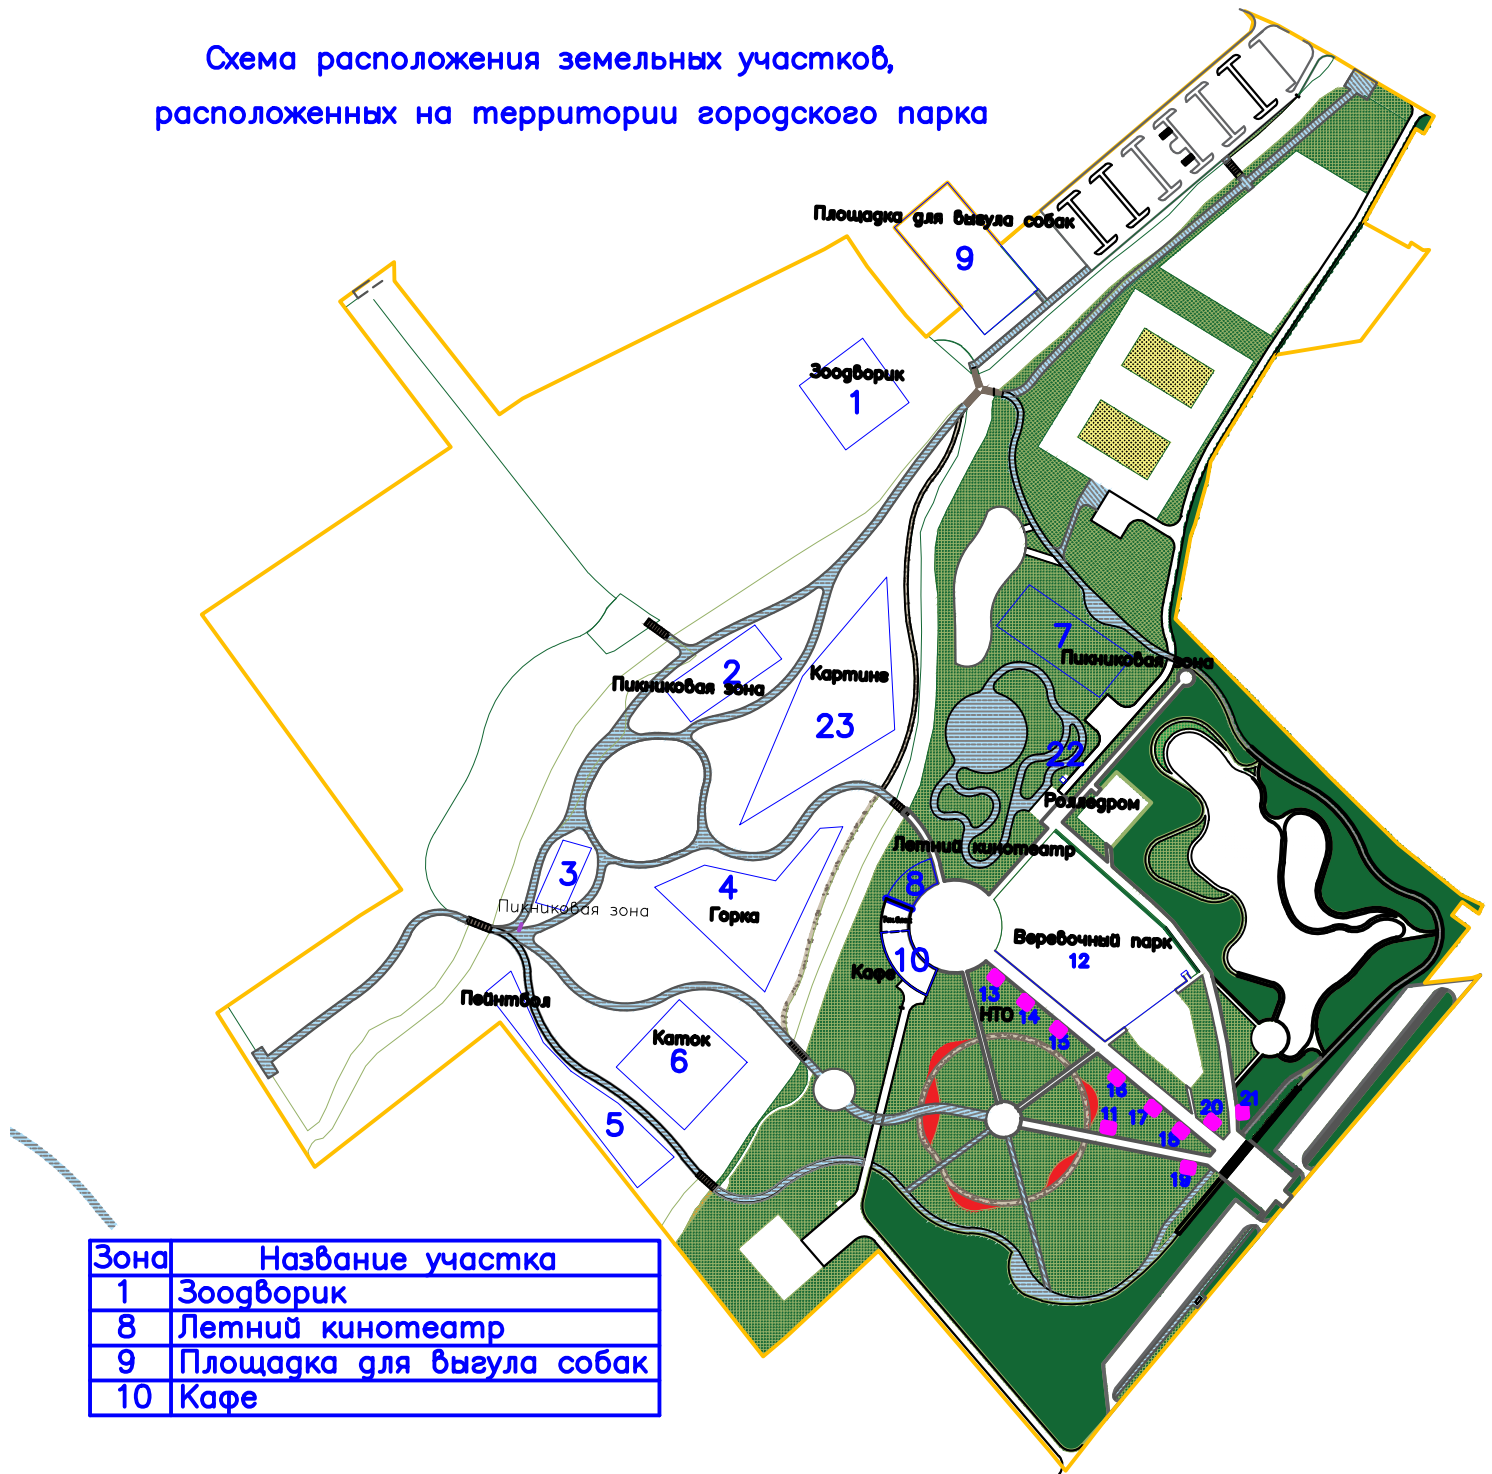 Схема расположения земельных участков,
расположенных на территории городского парка
Площадка для выгула собак
9
Зоодворик
1
7
Пикниковая зона
2
Пикниковая зона
Картинг
23
22
Роллердром
Летний кинотеатр
3
4
8
Пикниковая зона
Горка
Веревочный парк
12
10
Кафе
13
14
НТО
15
Пейнтбол
Каток
6
16
17
11
20
21
18
5
19
Зона Название участка
1 Зоодворик
8 Летний кинотеатр
9 Площадка для выгула собак
10 Кафе